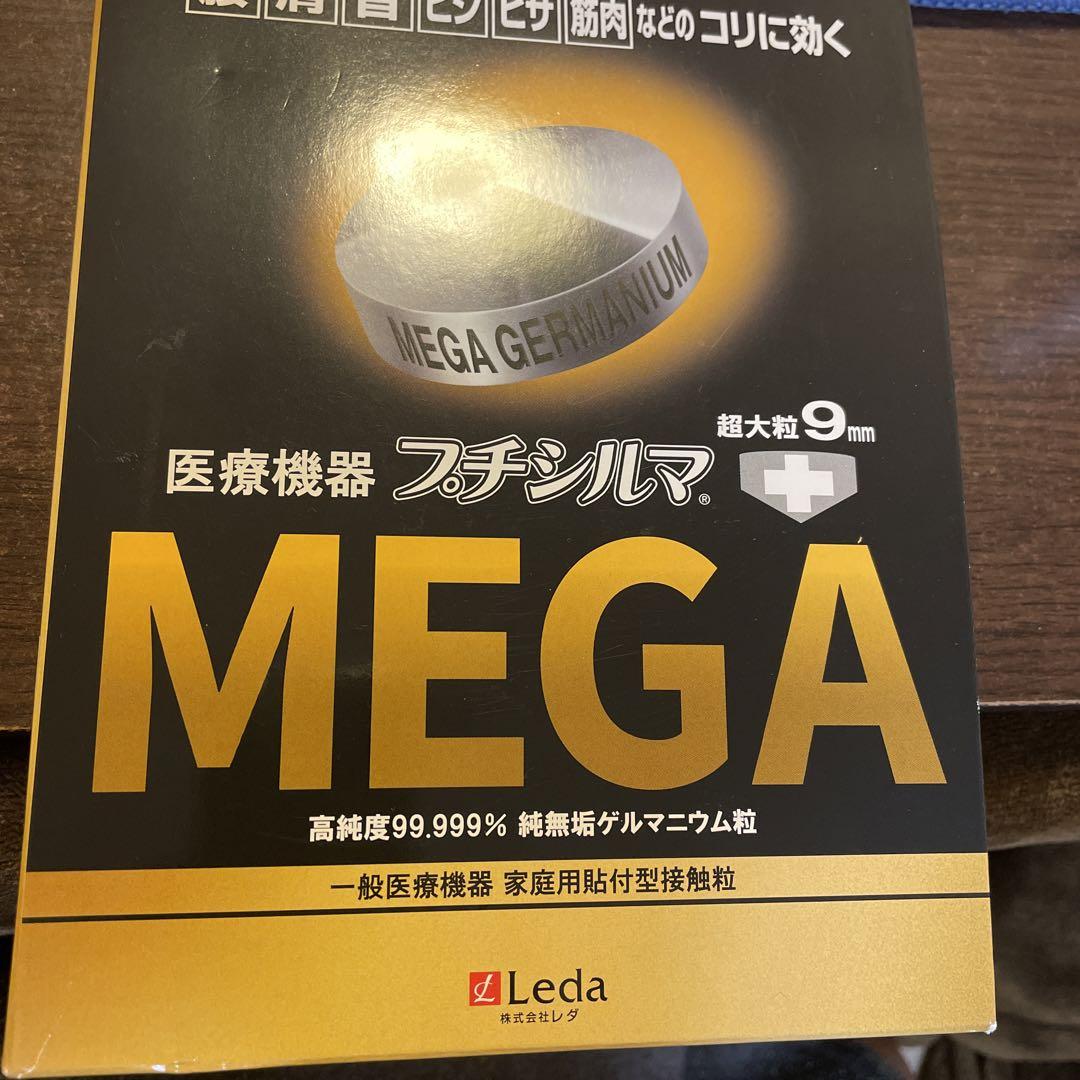 腰 肩 首 ヒジ ヒザ 筋肉 などの コリに効く
MEGA GERMANIUM
超大粒9mm
医療機器 プチシルマ®
MEGA
高純度99.999% 純無垢ゲルマニウム粒
一般医療機器 家庭用貼付型接触粒
Leda
株式会社レダ